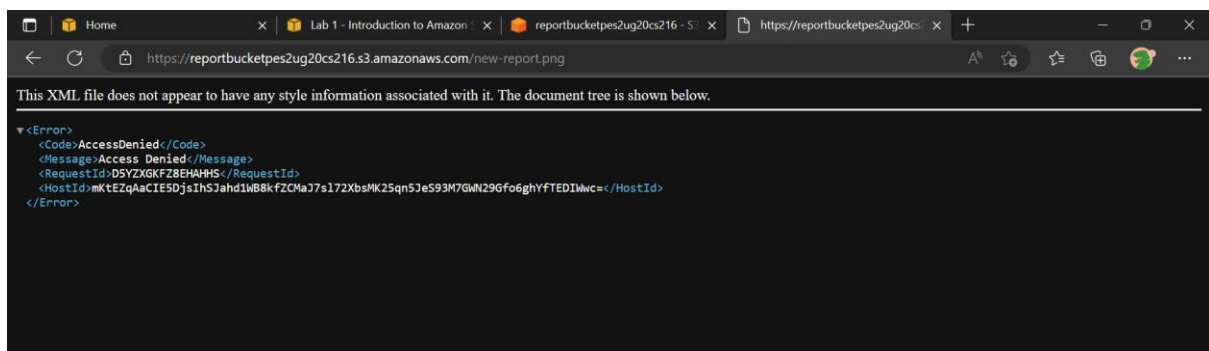 Home
Lab 1 - Introduction to Amazon S
reportbucketpes2ug20cs216 - S3
https://reportbucketpes2ug20cs
https://reportbucketpes2ug20cs216.s3.amazonaws.com/new-report.png
This XML file does not appear to have any style information associated with it. The document tree is shown below.
▼<Error>
<Code>AccessDenied</Code>
<Message>Access Denied</Message>
<RequestId>D5YZXGKFZ8EHAHHS</RequestId>
<HostId>mKtEZqAaCIE5DjsIhSJahd1WB8kfZCMaJ7sl72XbsMK25qn5JeS93M7GWN29Gfo6ghYfTEDIWwc=</HostId>
</Error>